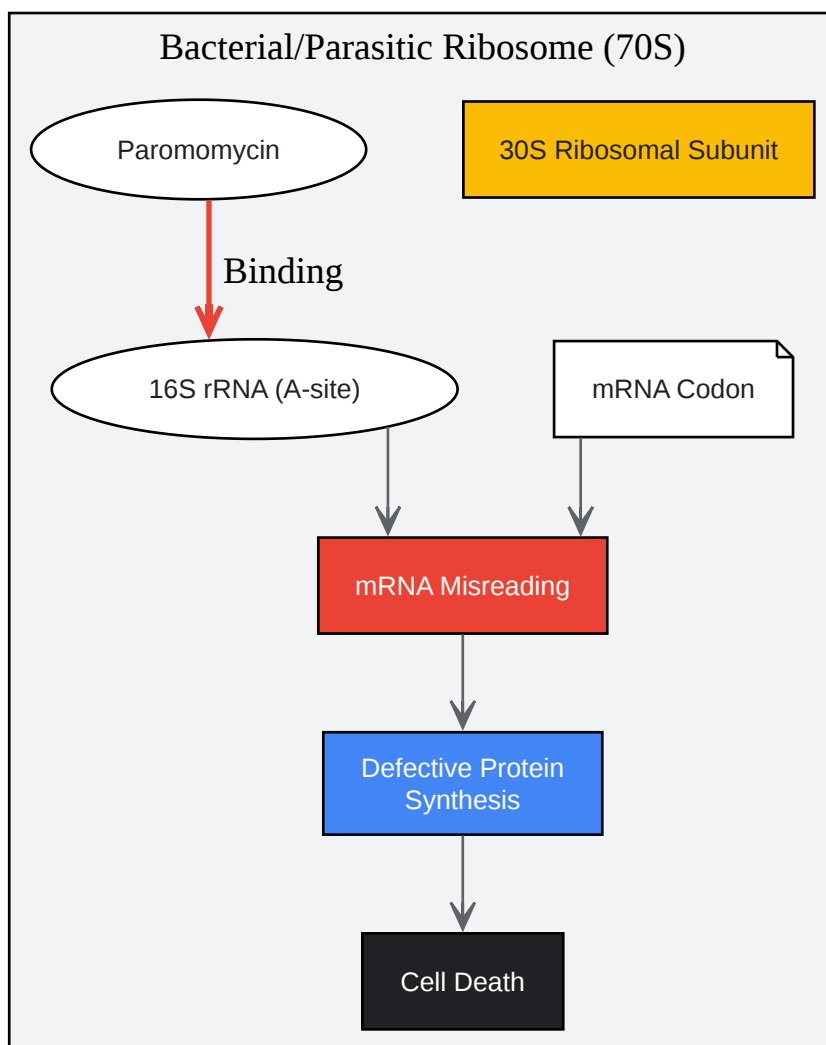 Bacterial/Parasitic Ribosome (70S)
Paromomycin
30S Ribosomal Subunit
Binding
16S rRNA (A-site)
mRNA Codon
mRNA Misreading
Defective Protein
Synthesis
Cell Death